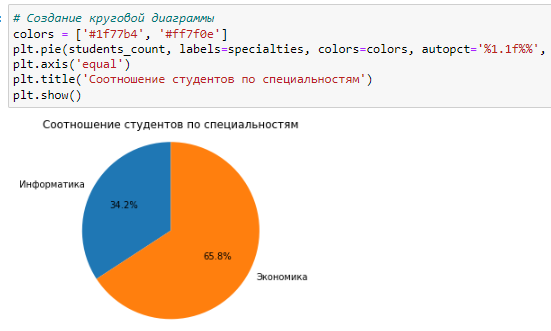 # Создание круговой диаграммы
colors = ['#1f77b4', '#ff7f0e']
plt.pie(students_count, labels=specialties, colors=colors, autopct='%1.1f%%',
plt.axis('equal')
plt.title('Соотношение студентов по специальностям')
plt.show()
Соотношение студентов по специальностям
Информатика
34.2%
65.8%
Экономика